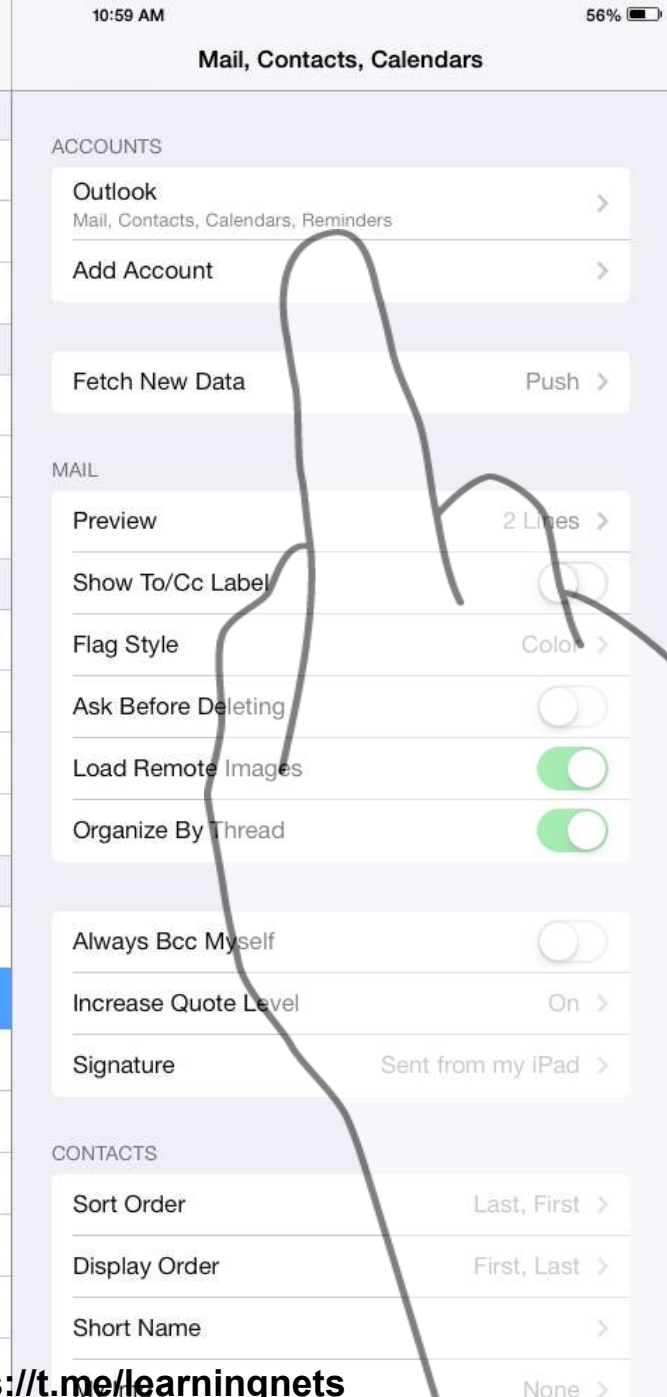 10:59 AM 56%
Mail, Contacts, Calendars
ACCOUNTS
Outlook
Mail, Contacts, Calendars, Reminders
Add Account
Fetch New Data Push
MAIL
Preview 2 Lines
Show To/Cc Label
Flag Style Color
Ask Before Deleting
Load Remote Images
Organize By Thread
Always Bcc Myself
Increase Quote Level On
Signature Sent from my iPad
CONTACTS
Sort Order Last, First
Display Order First, Last
Short Name
My Info None
://t.me/learningnets